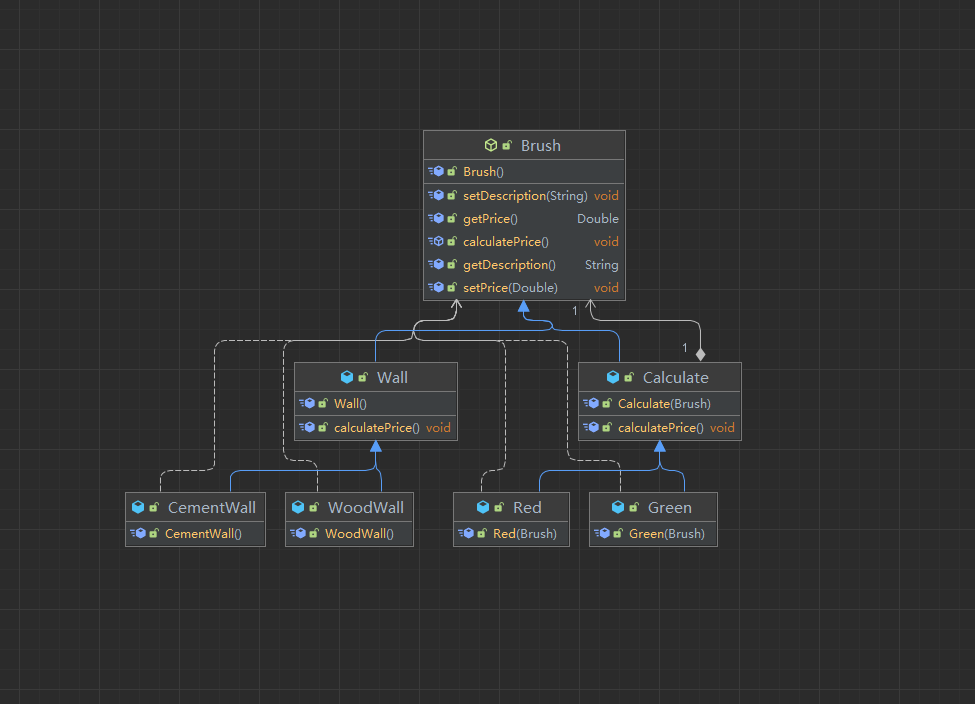 Brush
Brush()
setDescription(String) void
getPrice() Double
calculatePrice() void
getDescription() String
setPrice(Double) void
1
1
Wall
Wall()
calculatePrice() void
Calculate
Calculate(Brush)
calculatePrice() void
CementWall
CementWall()
WoodWall
WoodWall()
Red
Red(Brush)
Green
Green(Brush)